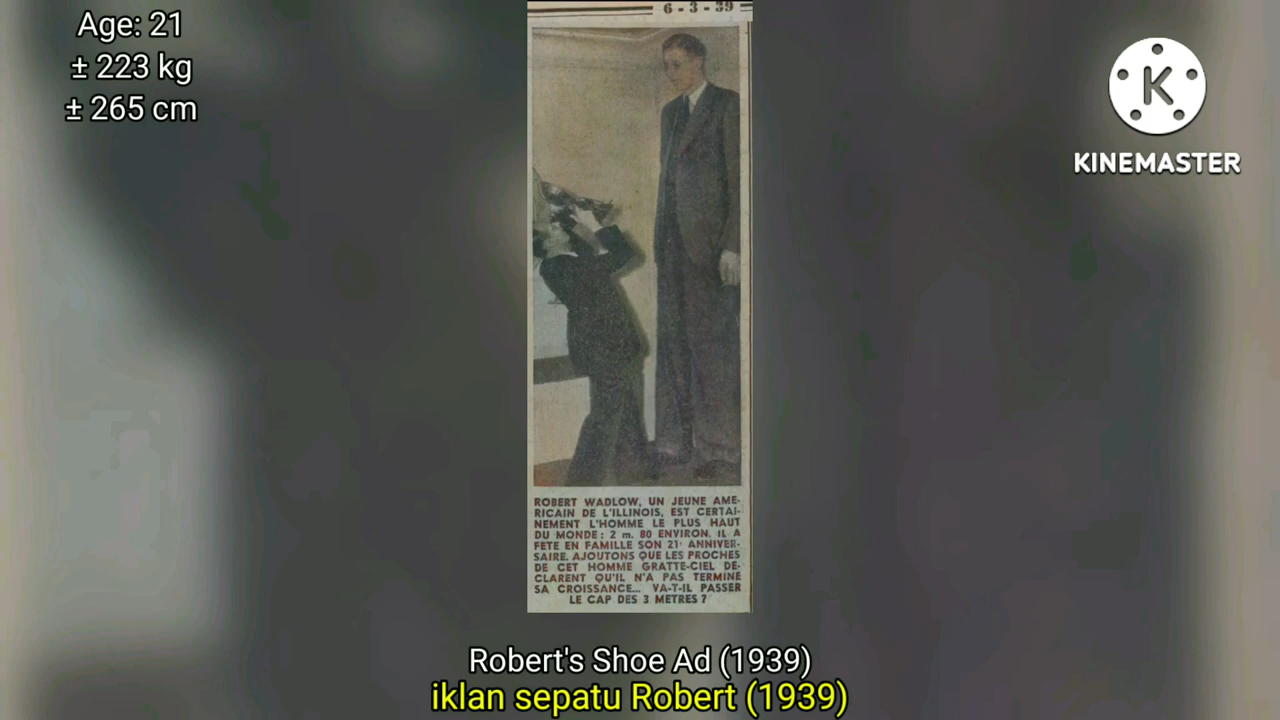 Age: 21
± 223 kg
± 265 cm
6 - 3 - 39
K
KINEMASTER
ROBERT WADLOW, UN JEUNE AME-
RICAIN DE L'ILLINOIS, EST CERTAI-
NEMENT L'HOMME LE PLUS HAUT
DU MONDE : 2 m. 80 ENVIRON. IL A
FETE EN FAMILLE SON 21e ANNIVER-
SAIRE. AJOUTONS QUE LES PROCHES
DE CET HOMME GRATTE-CIEL DE-
CLARENT QU'IL N'A PAS TERMINE
SA CROISSANCE... VA-T-IL PASSER
LE CAP DES 3 METRES ?
Robert's Shoe Ad (1939)
iklan sepatu Robert (1939)